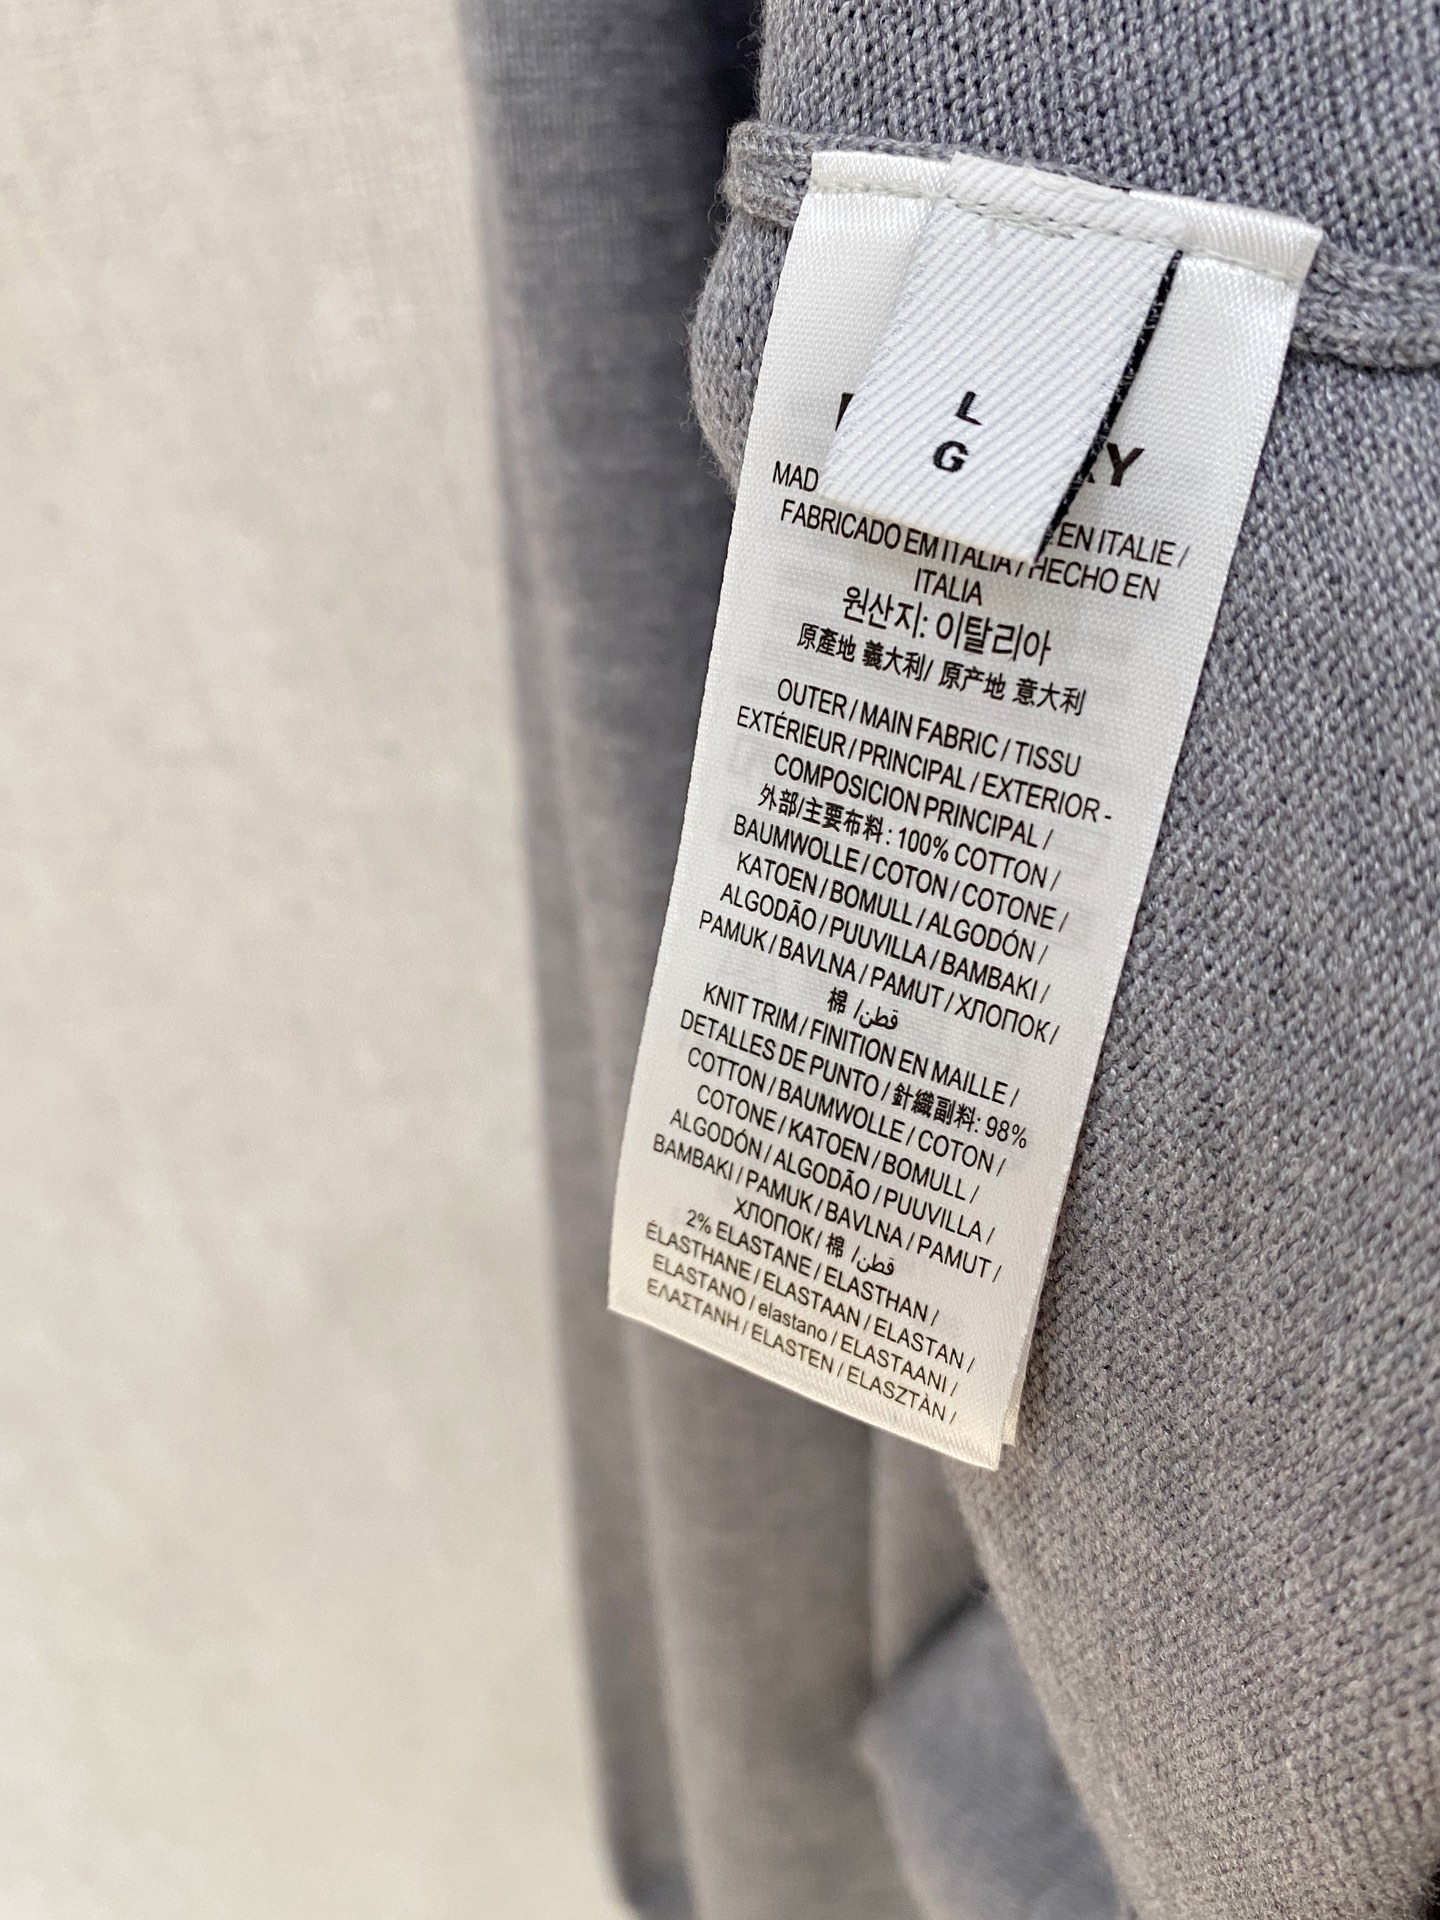 L
G
RY
MAD
EN ITALIE /
FABRICADO EM ITALIA / HECHO EN
ITALIA
원산지: 이탈리아
原產地 義大利/ 原产地 意大利
OUTER / MAIN FABRIC / TISSU
EXTÉRIEUR / PRINCIPAL / EXTERIOR -
COMPOSICION PRINCIPAL /
外部/主要布料: 100% COTTON /
BAUMWOLLE / COTON / COTONE /
KATOEN / BOMULL / ALGODÓN /
ALGODÃO / PUUVILLA / BAMBAKI /
PAMUK / BAVLNA / PAMUT / ХЛОПОК /
棉 /قطن
KNIT TRIM / FINITION EN MAILLE /
DETALLES DE PUNTO / 針織副料: 98%
COTTON / BAUMWOLLE / COTON /
COTONE / KATOEN / BOMULL /
ALGODÓN / ALGODÃO / PUUVILLA /
BAMBAKI / PAMUK / BAVLNA / PAMUT /
ХЛОПОК / 棉 /قطن
2% ELASTANE / ELASTHAN /
ÉLASTHANE / ELASTAAN / ELASTAN /
ELASTANO / elastano / ELASTAANI /
ΕΛΑΣΤΑΝΗ / ELASTEN / ELASZTÀN /